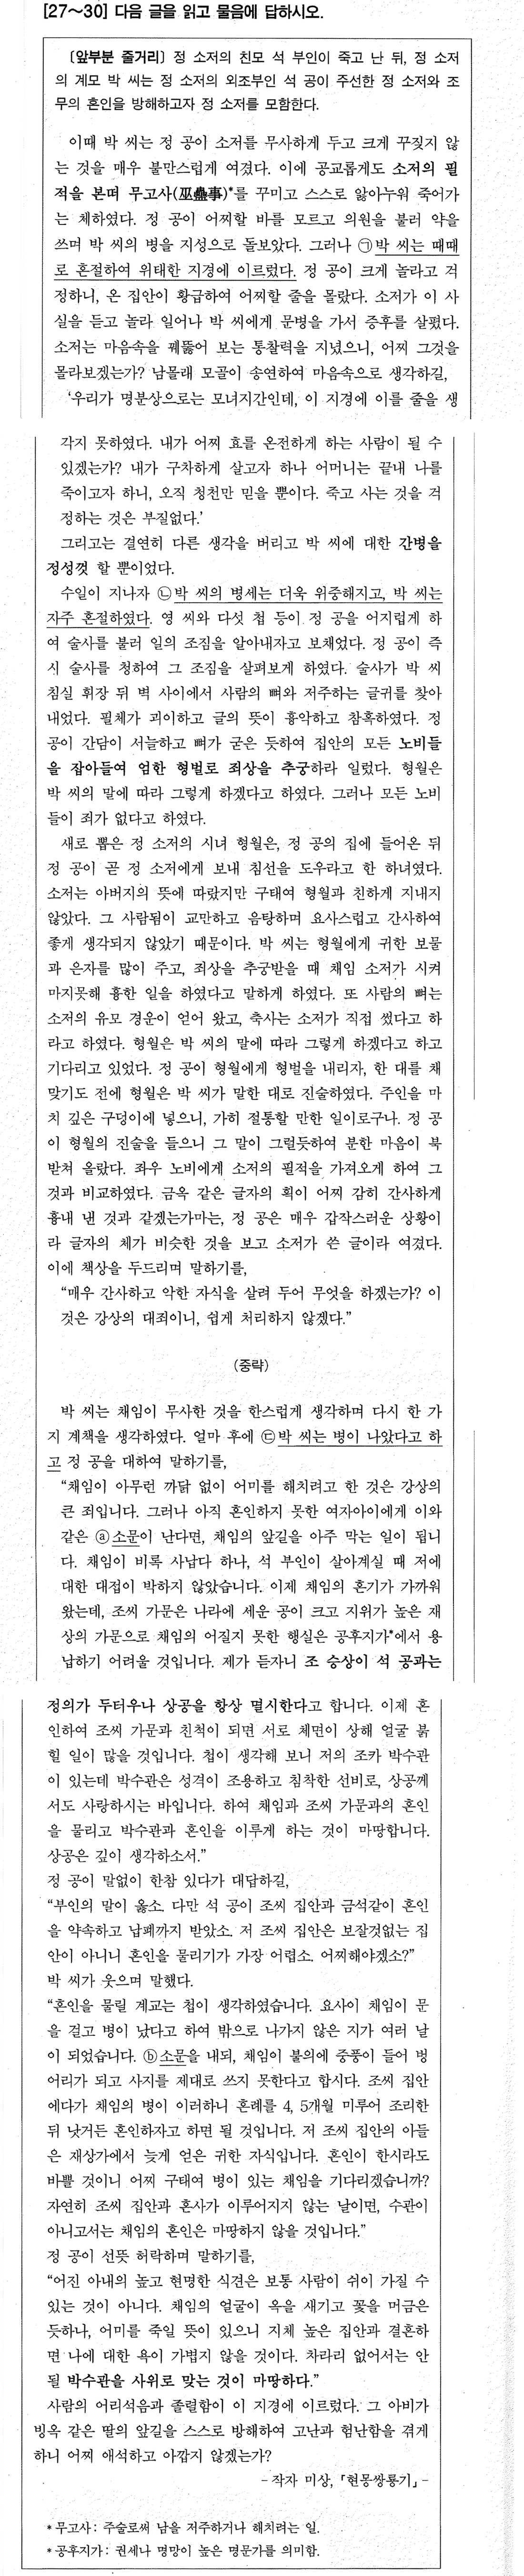 [27~30] 다음 글을 읽고 물음에 답하시오.
[앞부분 줄거리] 정 소저의 친모 석 부인이 죽고 난 뒤, 정 소저
의 계모 박 씨는 정 소저의 외조부인 석 공이 주선한 정 소저와 조
무의 혼인을 방해하고자 정 소저를 모함한다.
이때 박 씨는 정 공이 소저를 무사하게 두고 크게 꾸짖지 않
는 것을 매우 불만스럽게 여겼다. 이에 공교롭게도 소저의 필
적을 본떠 무고사(巫蠱事)*를 꾸미고 스스로 앓아누워 죽어가
는 체하였다. 정 공이 어찌할 바를 모르고 의원을 불러 약을
쓰며 박 씨의 병을 지성으로 돌보았다. 그러나 ㉠박 씨는 때때
로 혼절하여 위태한 지경에 이르렀다. 정 공이 크게 놀라고 걱
정하니, 온 집안이 황급하여 어찌할 줄을 몰랐다. 소저가 이 사
실을 듣고 놀라 일어나 박 씨에게 문병을 가서 증후를 살폈다.
소저는 마음속을 꿰뚫어 보는 통찰력을 지녔으니, 어찌 그것을
몰라보겠는가? 남몰래 모골이 송연하여 마음속으로 생각하길,
‘우리가 명분상으로는 모녀지간인데, 이 지경에 이를 줄을 생
각지 못하였다. 내가 어찌 효를 온전하게 하는 사람이 될 수
있겠는가? 내가 구차하게 살고자 하나 어머니는 끝내 나를
죽이고자 하니, 오직 청천만 믿을 뿐이다. 죽고 사는 것을 걱
정하는 것은 부질없다.’
그리고는 결연히 다른 생각을 버리고 박 씨에 대한 간병을
정성껏 할 뿐이었다.
수일이 지나자 ㉡박 씨의 병세는 더욱 위중해지고, 박 씨는
자주 혼절하였다. 영 씨와 다섯 첩 등이 정 공을 어지럽게 하
여 술사를 불러 일의 조짐을 알아내자고 보채었다. 정 공이 즉
시 술사를 청하여 그 조짐을 살펴보게 하였다. 술사가 박 씨
침실 휘장 뒤 벽 사이에서 사람의 뼈와 저주하는 글귀를 찾아
내었다. 필체가 괴이하고 글의 뜻이 흉악하고 참혹하였다. 정
공이 간담이 서늘하고 뼈가 굳은 듯하여 집안의 모든 노비들
을 잡아들여 엄한 형벌로 죄상을 추궁하라 일렀다. 형월은
박 씨의 말에 따라 그렇게 하겠다고 하였다. 그러나 모든 노비
들이 죄가 없다고 하였다.
새로 뽑은 정 소저의 시녀 형월은, 정 공의 집에 들어온 뒤
정 공이 곧 정 소저에게 보내 침선을 도우라고 한 하녀였다.
소저는 아버지의 뜻에 따랐지만 구태여 형월과 친하게 지내지
않았다. 그 사람됨이 교만하고 음탕하며 요사스럽고 간사하여
좋게 생각되지 않았기 때문이다. 박 씨는 형월에게 귀한 보물
과 은자를 많이 주고, 죄상을 추궁받을 때 채임 소저가 시켜
마지못해 흉한 일을 하였다고 말하게 하였다. 또 사람의 뼈는
소저의 유모 경운이 얻어 왔고, 축사는 소저가 직접 썼다고 하
라고 하였다. 형월은 박 씨의 말에 따라 그렇게 하겠다고 하고
기다리고 있었다. 정 공이 형월에게 형벌을 내리자, 한 대를 채
맞기도 전에 형월은 박 씨가 말한 대로 진술하였다. 주인을 마
치 깊은 구덩이에 넣으니, 가히 절통할 만한 일이로구나. 정 공
이 형월의 진술을 들으니 그 말이 그럴듯하여 분한 마음이 북
받쳐 올랐다. 좌우 노비에게 소저의 필적을 가져오게 하여 그
것과 비교하였다. 금옥 같은 글자의 획이 어찌 감히 간사하게
흉내 낸 것과 같겠는가마는, 정 공은 매우 갑작스러운 상황이
라 글자의 체가 비슷한 것을 보고 소저가 쓴 글이라 여겼다.
이에 책상을 두드리며 말하기를,
“매우 간사하고 악한 자식을 살려 두어 무엇을 하겠는가? 이
것은 강상의 대죄이니, 쉽게 처리하지 않겠다.”
(중략)
박 씨는 채임이 무사한 것을 한스럽게 생각하며 다시 한 가
지 계책을 생각하였다. 얼마 후에 ㉢박 씨는 병이 나았다고 하
고 정 공을 대하여 말하기를,
“채임이 아무런 까닭 없이 어미를 해치려고 한 것은 강상의
큰 죄입니다. 그러나 아직 혼인하지 못한 여자아이에게 이와
같은 ⓐ소문이 난다면, 채임의 앞길을 아주 막는 일이 됩니
다. 채임이 비록 사납다 하나, 석 부인이 살아계실 때 저에
대한 대접이 박하지 않았습니다. 이제 채임의 혼기가 가까워
왔는데, 조씨 가문은 나라에 세운 공이 크고 지위가 높은 재
상의 가문으로 채임의 어질지 못한 행실은 공후지가*에서 용
납하기 어려울 것입니다. 제가 듣자니 조 승상이 석 공과는
정의가 두터우나 상공을 항상 멸시한다고 합니다. 이제 혼
인하여 조씨 가문과 친척이 되면 서로 체면이 상해 얼굴 붉
힐 일이 많을 것입니다. 첩이 생각해 보니 저의 조카 박수관
이 있는데 박수관은 성격이 조용하고 침착한 선비로, 상공께
서도 사랑하시는 바입니다. 하여 채임과 조씨 가문과의 혼인
을 물리고 박수관과 혼인을 이루게 하는 것이 마땅합니다.
상공은 깊이 생각하소서.”
정 공이 말없이 한참 있다가 대답하길,
“부인의 말이 옳소. 다만 석 공이 조씨 집안과 금석같이 혼인
을 약속하고 납폐까지 받았소. 저 조씨 집안은 보잘것없는 집
안이 아니니 혼인을 물리기가 가장 어렵소. 어찌해야겠소?”
박 씨가 웃으며 말했다.
“혼인을 물릴 계교는 첩이 생각하였습니다. 요사이 채임이 문
을 걸고 병이 났다고 하여 밖으로 나가지 않은 지가 여러 날
이 되었습니다. ⓑ소문을 내되, 채임이 불의에 중풍이 들어 벙
어리가 되고 사지를 제대로 쓰지 못한다고 합시다. 조씨 집안
에다가 채임의 병이 이러하니 혼례를 4, 5개월 미루어 조리한
뒤 낫거든 혼인하자고 하면 될 것입니다. 저 조씨 집안의 아들
은 재상가에서 늦게 얻은 귀한 자식입니다. 혼인이 한시라도
바쁠 것이니 어찌 구태여 병이 있는 채임을 기다리겠습니까?
자연히 조씨 집안과 혼사가 이루어지지 않는 날이면, 수관이
아니고서는 채임의 혼인은 마땅하지 않을 것입니다.”
정 공이 선뜻 허락하며 말하기를,
“어진 아내의 높고 현명한 식견은 보통 사람이 쉬이 가질 수
있는 것이 아니다. 채임의 얼굴이 옥을 새기고 꽃을 머금은
듯하나, 어미를 죽일 뜻이 있으니 지체 높은 집안과 결혼하
면 나에 대한 욕이 가볍지 않을 것이다. 차라리 없어서는 안
될 박수관을 사위로 맞는 것이 마땅하다.”
사람의 어리석음과 졸렬함이 이 지경에 이르렀다. 그 아비가
빙옥 같은 딸의 앞길을 스스로 방해하여 고난과 험난함을 겪게
하니 어찌 애석하고 아깝지 않겠는가?
- 작자 미상, 「현몽쌍룡기」 -
* 무고사: 주술로써 남을 저주하거나 해치려는 일.
* 공후지가: 권세나 명망이 높은 명문가를 의미함.